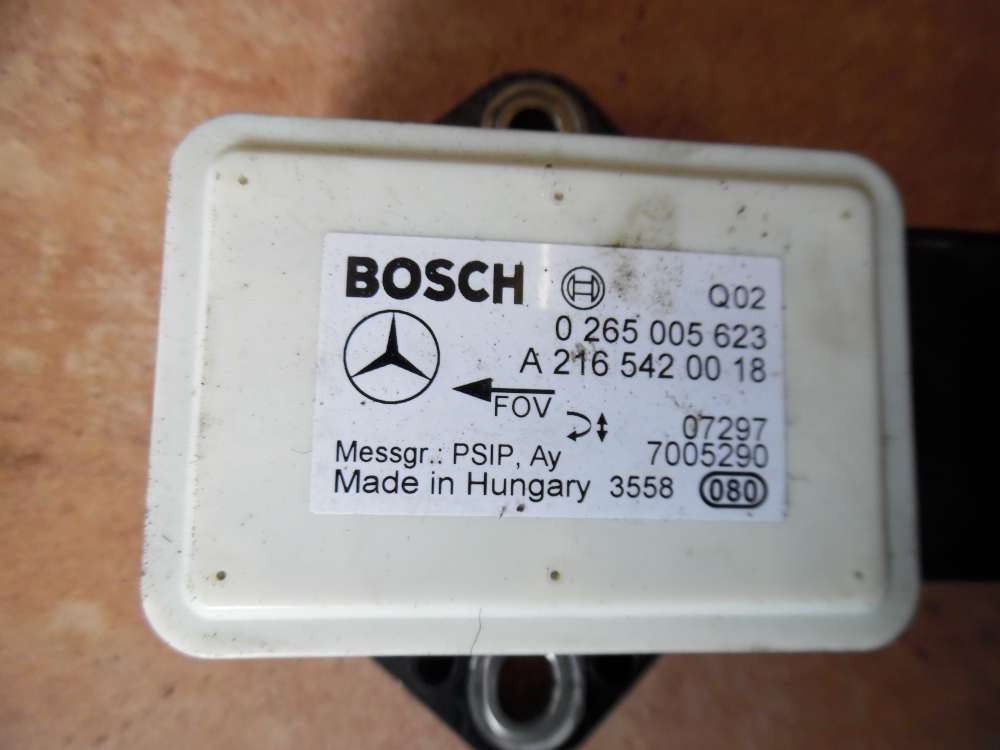 BOSCH Q02
0 265 005 623
A 216 542 00 18
FOV
07297
Messgr.: PSIP, Ay 7005290
Made in Hungary 3558 080